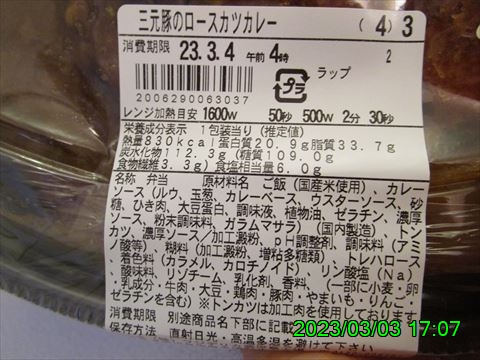 三元豚のロースカツカレー (4)3
消費期限 23.3.4 午前 4時 2
プラ ラップ
2006290063037
レンジ加熱目安 1600w 50秒 500w 2分 30秒
栄養成分表示 1包装当り(推定値)
熱量830kcal蛋白質20.9g脂質33.7g
炭水化物112.3g(糖質109.0g
食物繊維3.3g)食塩相当量6.0g
名称 弁当 原材料名 ご飯(国産米使用)、カレー
ソース(ルウ、玉葱、カレーベース、ウスターソース、砂
糖、ひき肉、大豆蛋白、調味液、植物油、ゼラチン、濃厚
ソース、粉末調味料、ガラムマサラ)(国内製造)、トン
カツ、濃厚ソース/加工澱粉、pH調整剤、調味料(アミ
ノ酸等)、糊料(加工澱粉、増粘多糖類)、トレハロース
、着色料(カラメル、カロチノイド)、リン酸塩(Na)
、酸味料、リゾチーム、乳化剤、香料、(一部に小麦・卵
・乳成分・牛肉・大豆・鶏肉・豚肉・やまいも・りんご・
ゼラチンを含む)※トンカツは加工肉を使用しております
消費期限 別途商品名下部に記載
保存方法 直射日光・高温多湿を避け
2023/03/03 17:07